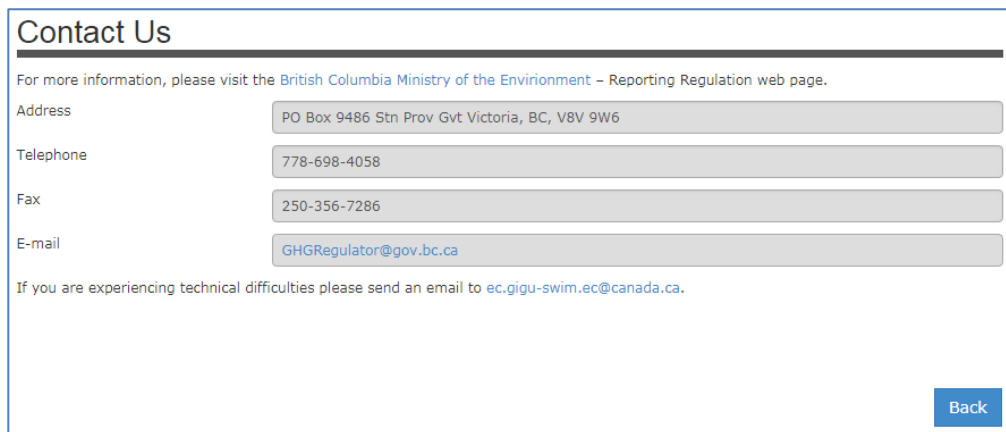 Contact Us
For more information, please visit the British Columbia Ministry of the Envirionment – Reporting Regulation web page.
Address
PO Box 9486 Stn Prov Gvt Victoria, BC, V8V 9W6
Telephone
778-698-4058
Fax
250-356-7286
E-mail
GHGRegulator@gov.bc.ca
If you are experiencing technical difficulties please send an email to ec.gigu-swim.ec@canada.ca.
Back